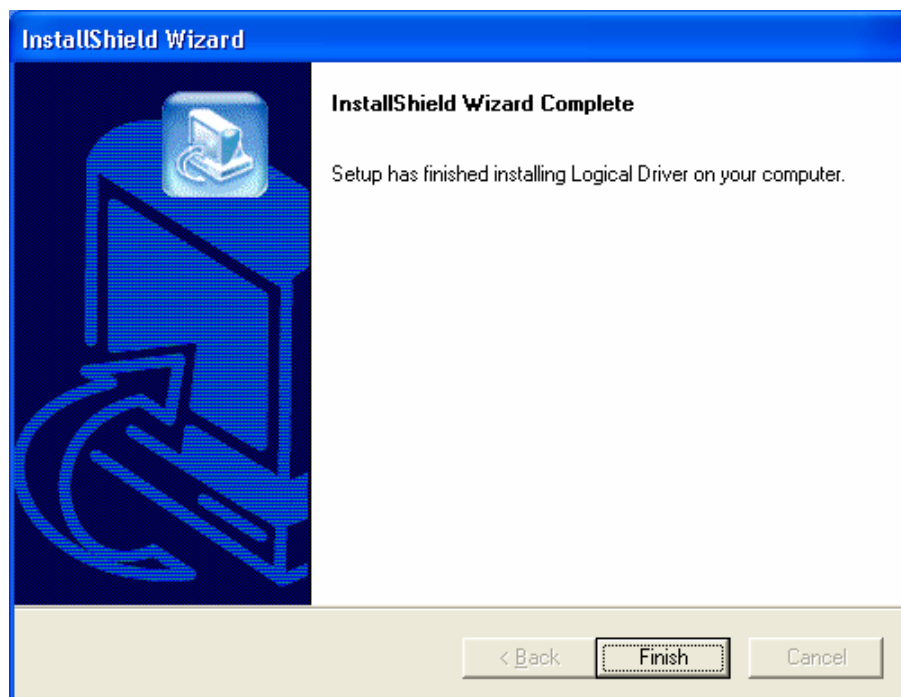 InstallShield Wizard
InstallShield Wizard Complete
Setup has finished installing Logical Driver on your computer.
< Back
Finish
Cancel